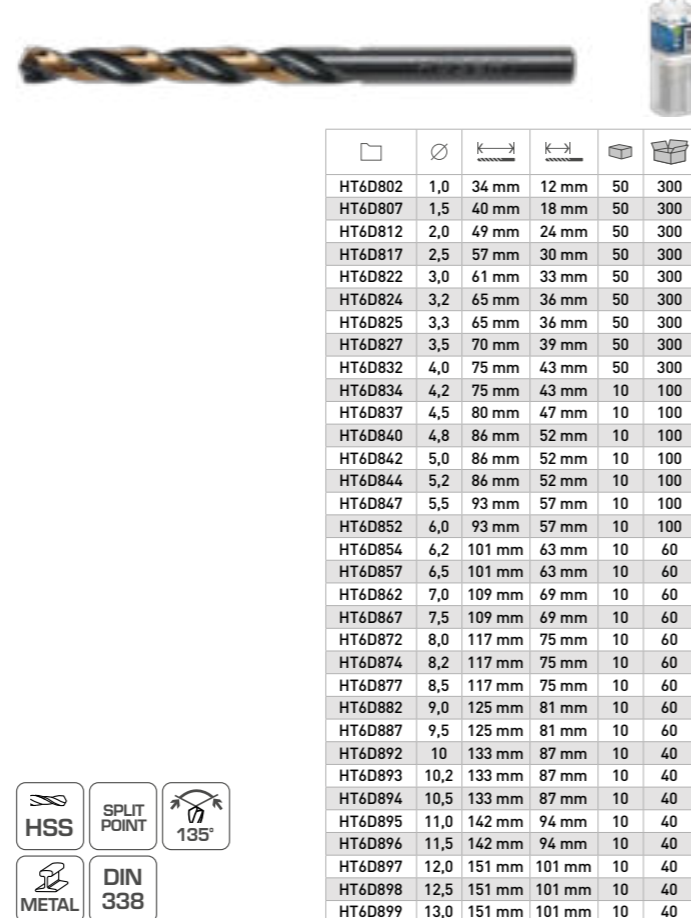 Ø
HT6D802 1,0 34 mm 12 mm 50 300
HT6D807 1,5 40 mm 18 mm 50 300
HT6D812 2,0 49 mm 24 mm 50 300
HT6D817 2,5 57 mm 30 mm 50 300
HT6D822 3,0 61 mm 33 mm 50 300
HT6D824 3,2 65 mm 36 mm 50 300
HT6D825 3,3 65 mm 36 mm 50 300
HT6D827 3,5 70 mm 39 mm 50 300
HT6D832 4,0 75 mm 43 mm 50 300
HT6D834 4,2 75 mm 43 mm 10 100
HT6D837 4,5 80 mm 47 mm 10 100
HT6D840 4,8 86 mm 52 mm 10 100
HT6D842 5,0 86 mm 52 mm 10 100
HT6D844 5,2 86 mm 52 mm 10 100
HT6D847 5,5 93 mm 57 mm 10 100
HT6D852 6,0 93 mm 57 mm 10 100
HT6D854 6,2 101 mm 63 mm 10 60
HT6D857 6,5 101 mm 63 mm 10 60
HT6D862 7,0 109 mm 69 mm 10 60
HT6D867 7,5 109 mm 69 mm 10 60
HT6D872 8,0 117 mm 75 mm 10 60
HT6D874 8,2 117 mm 75 mm 10 60
HT6D877 8,5 117 mm 75 mm 10 60
HT6D882 9,0 125 mm 81 mm 10 60
HT6D887 9,5 125 mm 81 mm 10 60
HT6D892 10 133 mm 87 mm 10 40
HT6D893 10,2 133 mm 87 mm 10 40
HT6D894 10,5 133 mm 87 mm 10 40
HT6D895 11,0 142 mm 94 mm 10 40
HT6D896 11,5 142 mm 94 mm 10 40
HT6D897 12,0 151 mm 101 mm 10 40
HT6D898 12,5 151 mm 101 mm 10 40
HT6D899 13,0 151 mm 101 mm 10 40
HSS
SPLIT
POINT
135°
METAL
DIN
338